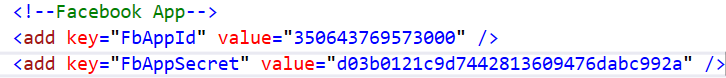 <!--Facebook App-->
<add key="FbAppId" value="350643769573000" />
<add key="FbAppSecret" value="d03b0121c9d7442813609476dabc992a" />